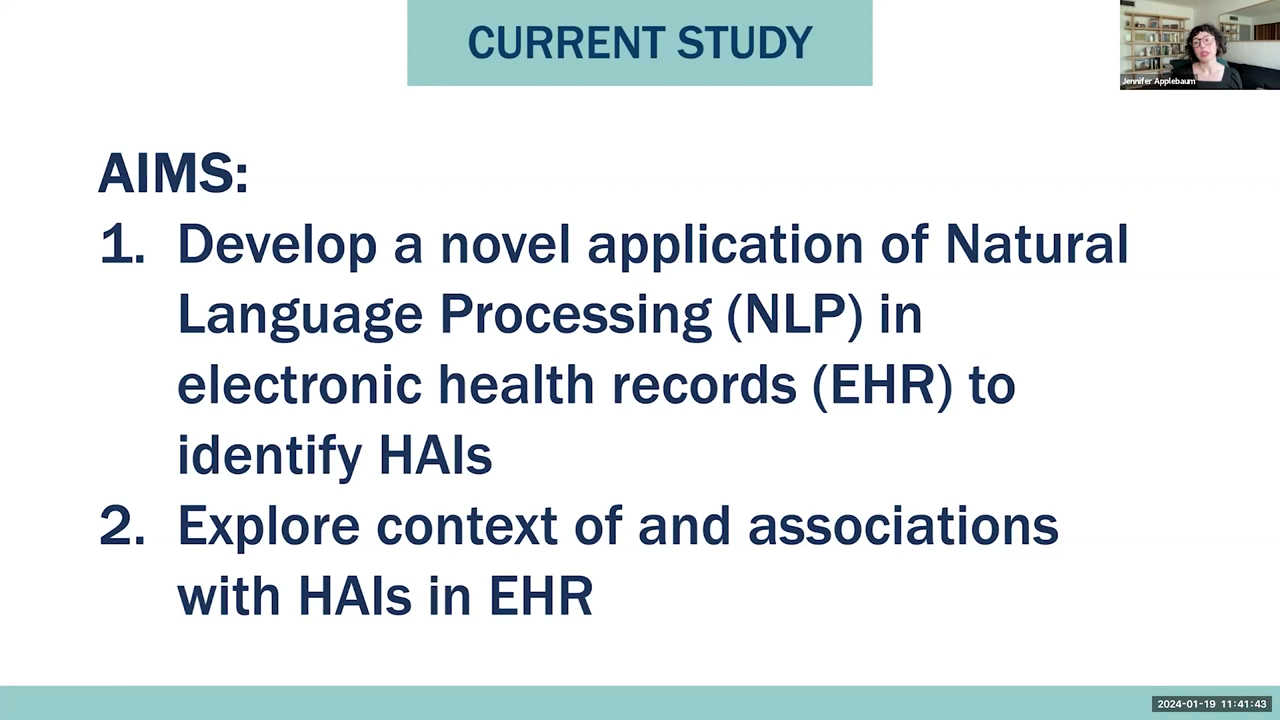 CURRENT STUDY
Jennifer Applebaum
AIMS:
1. Develop a novel application of Natural
Language Processing (NLP) in
electronic health records (EHR) to
identify HAIs
2. Explore context of and associations
with HAIs in EHR
2024-01-19 11:41:43